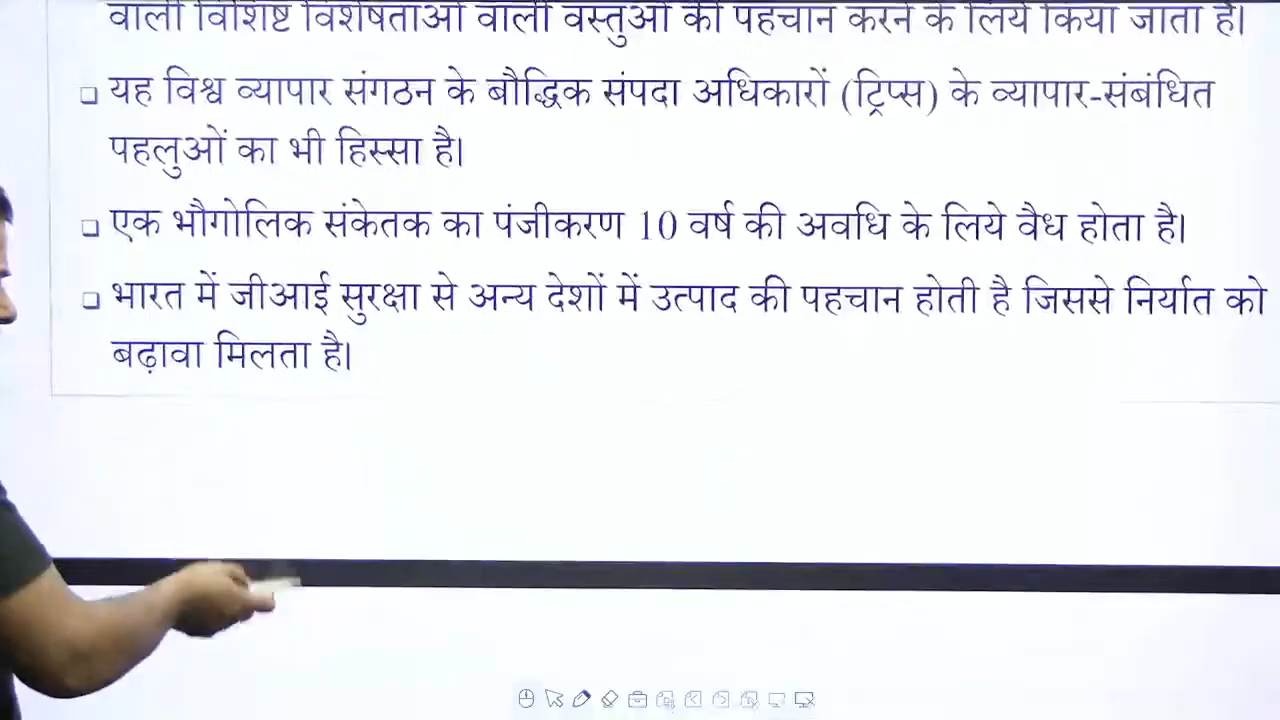 वाली विशिष्ट विशेषताओं वाली वस्तुओं की पहचान करने के लिये किया जाता है।
❑ यह विश्व व्यापार संगठन के बौद्धिक संपदा अधिकारों (ट्रिप्स) के व्यापार-संबंधित
पहलुओं का भी हिस्सा है।
❑ एक भौगोलिक संकेतक का पंजीकरण 10 वर्ष की अवधि के लिये वैध होता है।
❑ भारत में जीआई सुरक्षा से अन्य देशों में उत्पाद की पहचान होती है जिससे निर्यात को
बढ़ावा मिलता है।